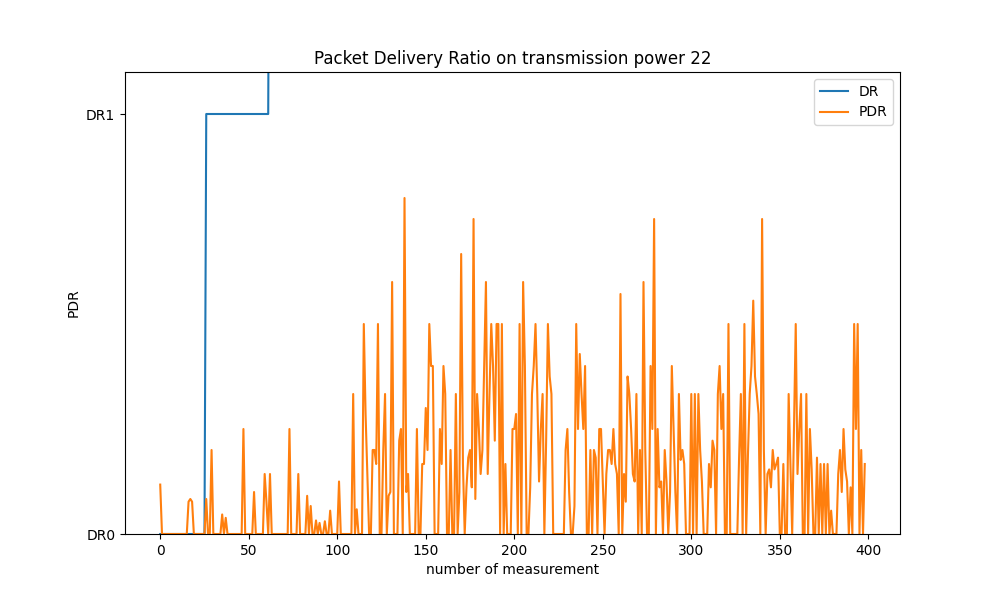 Packet Delivery Ratio on transmission power 22
DR
PDR
DR1
PDR
DR0
0 50 100 150 200 250 300 350 400
number of measurement